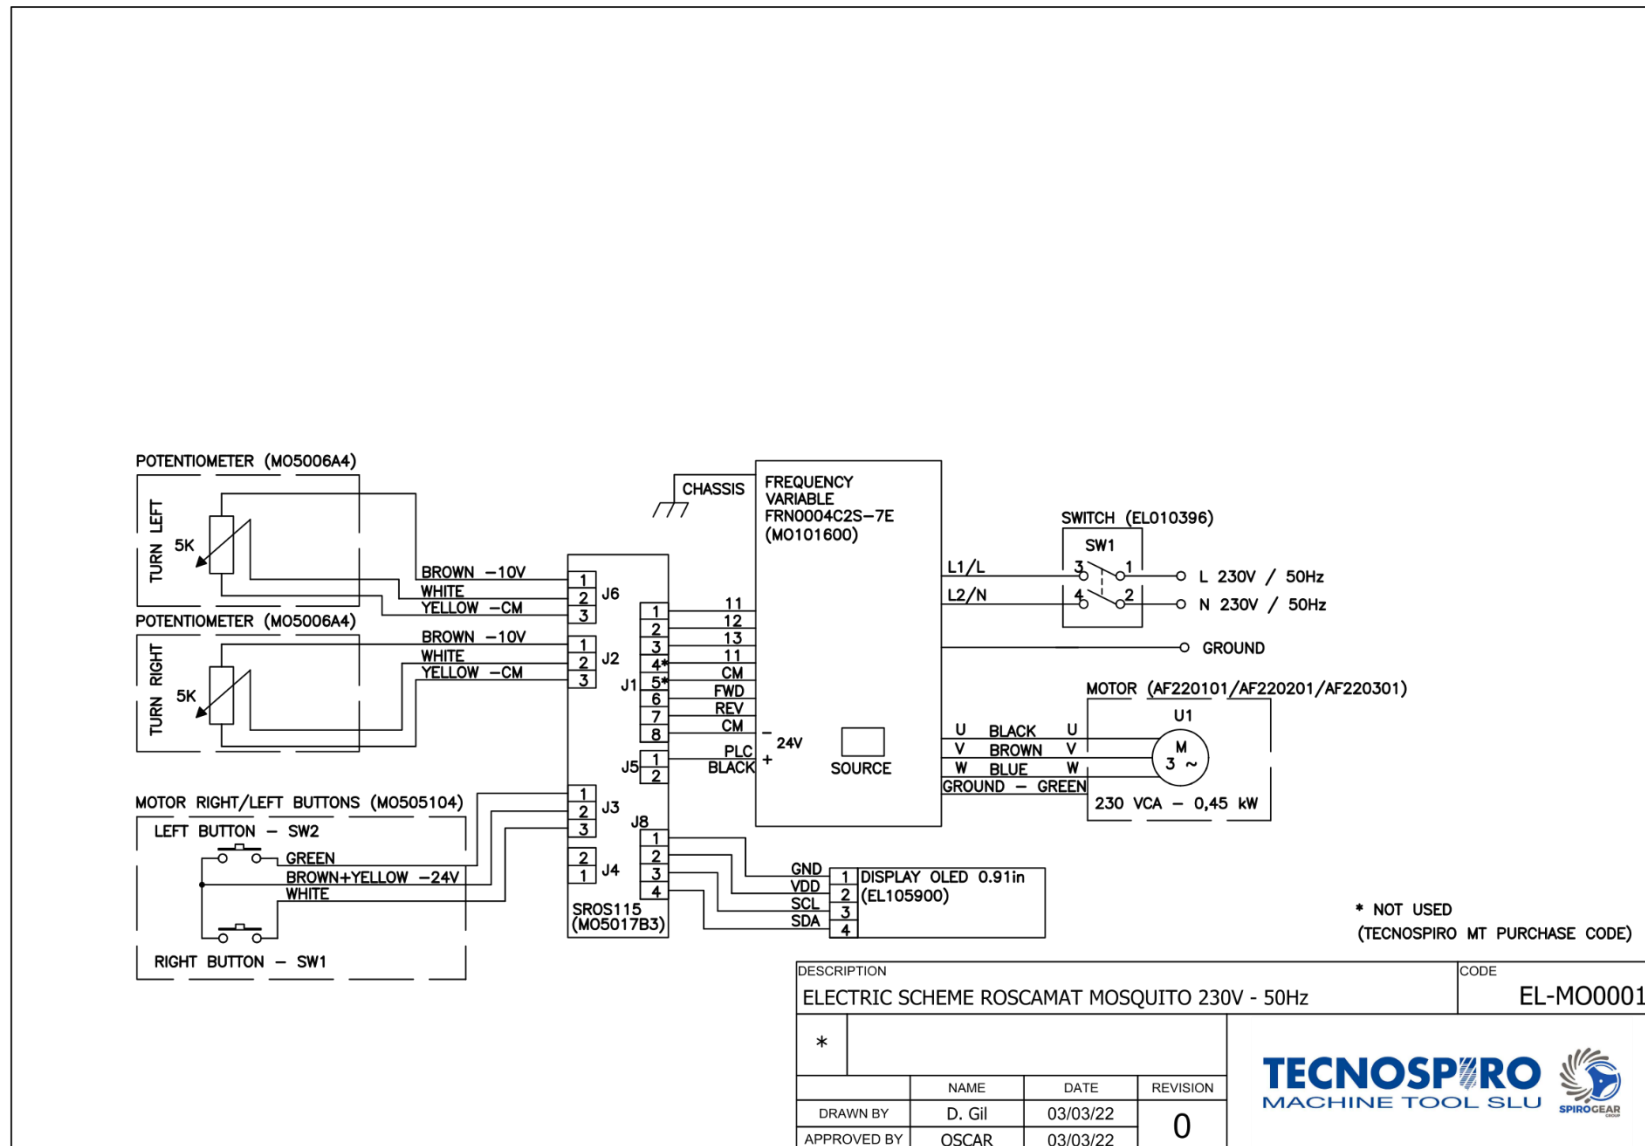 POTENTIOMETER (MO5006A4)
TURN LEFT
5K
BROWN -10V
WHITE
YELLOW -CM
POTENTIOMETER (MO5006A4)
TURN RIGHT
5K
BROWN -10V
WHITE
YELLOW -CM
MOTOR RIGHT/LEFT BUTTONS (MO505104)
LEFT BUTTON - SW2
GREEN
BROWN+YELLOW -24V
WHITE
RIGHT BUTTON - SW1
1
2
3
J6
1
2
3
J2
1
2
3
J3
2
1
J4
SROS115
(MO5017B3)
J1
1
2
3
4*
5*
6
7
8
J5
1
2
J8
1
2
3
4
11
12
13
11
CM
FWD
REV
CM
PLC
BLACK
-
24V
+
CHASSIS
FREQUENCY
VARIABLE
FRN0004C2S-7E
(MO101600)
SOURCE
GND
VDD
SCL
SDA
1
2
3
4
DISPLAY OLED 0.91in
(EL105900)
SWITCH (EL010396)
SW1
L1/L
3
1
L 230V / 50Hz
L2/N
4
2
N 230V / 50Hz
GROUND
MOTOR (AF220101/AF220201/AF220301)
U1
U BLACK U
V BROWN V
W BLUE W
GROUND - GREEN
M
3 ~
230 VCA - 0,45 kW
* NOT USED
(TECNOSPIRO MT PURCHASE CODE)
DESCRIPTION
ELECTRIC SCHEME ROSCAMAT MOSQUITO 230V - 50Hz
CODE
EL-MO0001
*
NAME DATE REVISION
DRAWN BY D. Gil 03/03/22 0
APPROVED BY OSCAR 03/03/22
TECNOSPIRO
MACHINE TOOL SLU
SPIROGEAR
GROUP